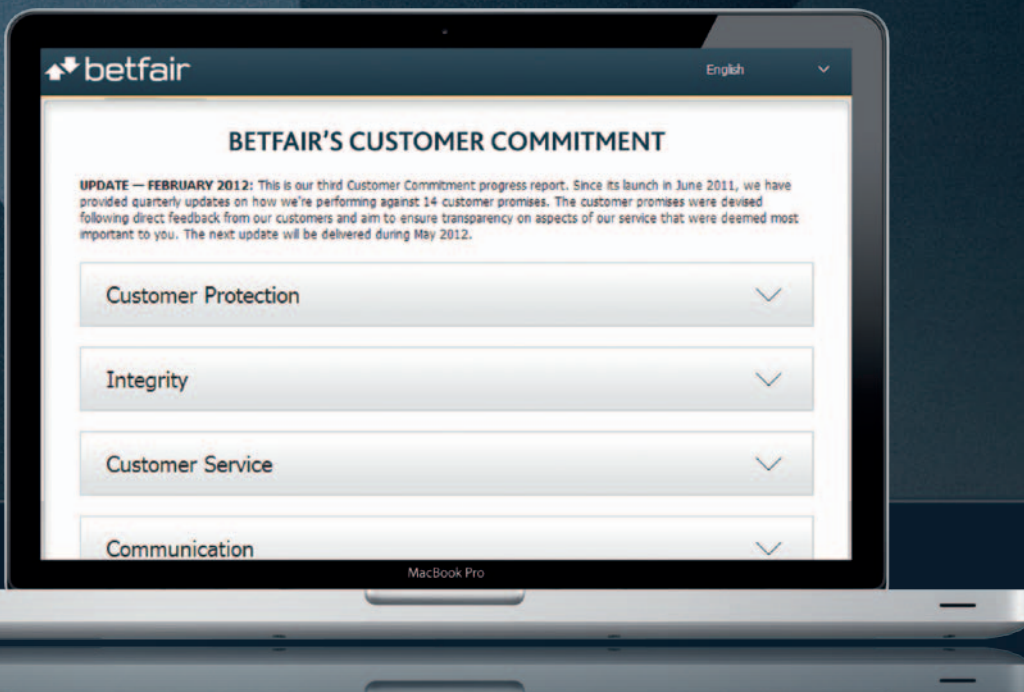 betfair
English
BETFAIR'S CUSTOMER COMMITMENT
UPDATE — FEBRUARY 2012: This is our third Customer Commitment progress report. Since its launch in June 2011, we have
provided quarterly updates on how we're performing against 14 customer promises. The customer promises were devised
following direct feedback from our customers and aim to ensure transparency on aspects of our service that were deemed most
important to you. The next update will be delivered during May 2012.
Customer Protection
Integrity
Customer Service
Communication
MacBook Pro